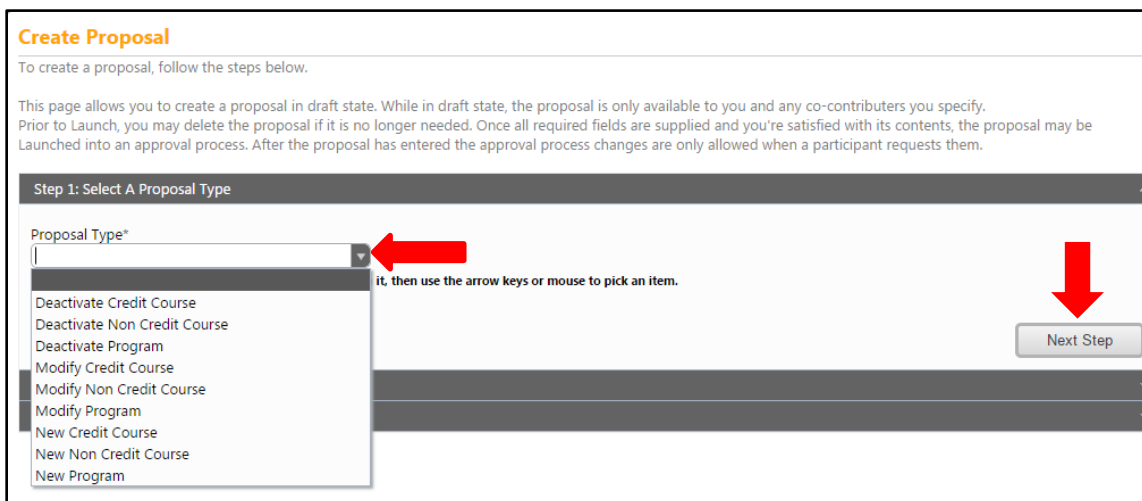 Create Proposal
To create a proposal, follow the steps below.
This page allows you to create a proposal in draft state. While in draft state, the proposal is only available to you and any co-contributers you specify.
Prior to Launch, you may delete the proposal if it is no longer needed. Once all required fields are supplied and you're satisfied with its contents, the proposal may be
Launched into an approval process. After the proposal has entered the approval process changes are only allowed when a participant requests them.
Step 1: Select A Proposal Type
Proposal Type*
it, then use the arrow keys or mouse to pick an item.
Deactivate Credit Course
Deactivate Non Credit Course
Deactivate Program
Next Step
Modify Credit Course
Modify Non Credit Course
Modify Program
New Credit Course
New Non Credit Course
New Program